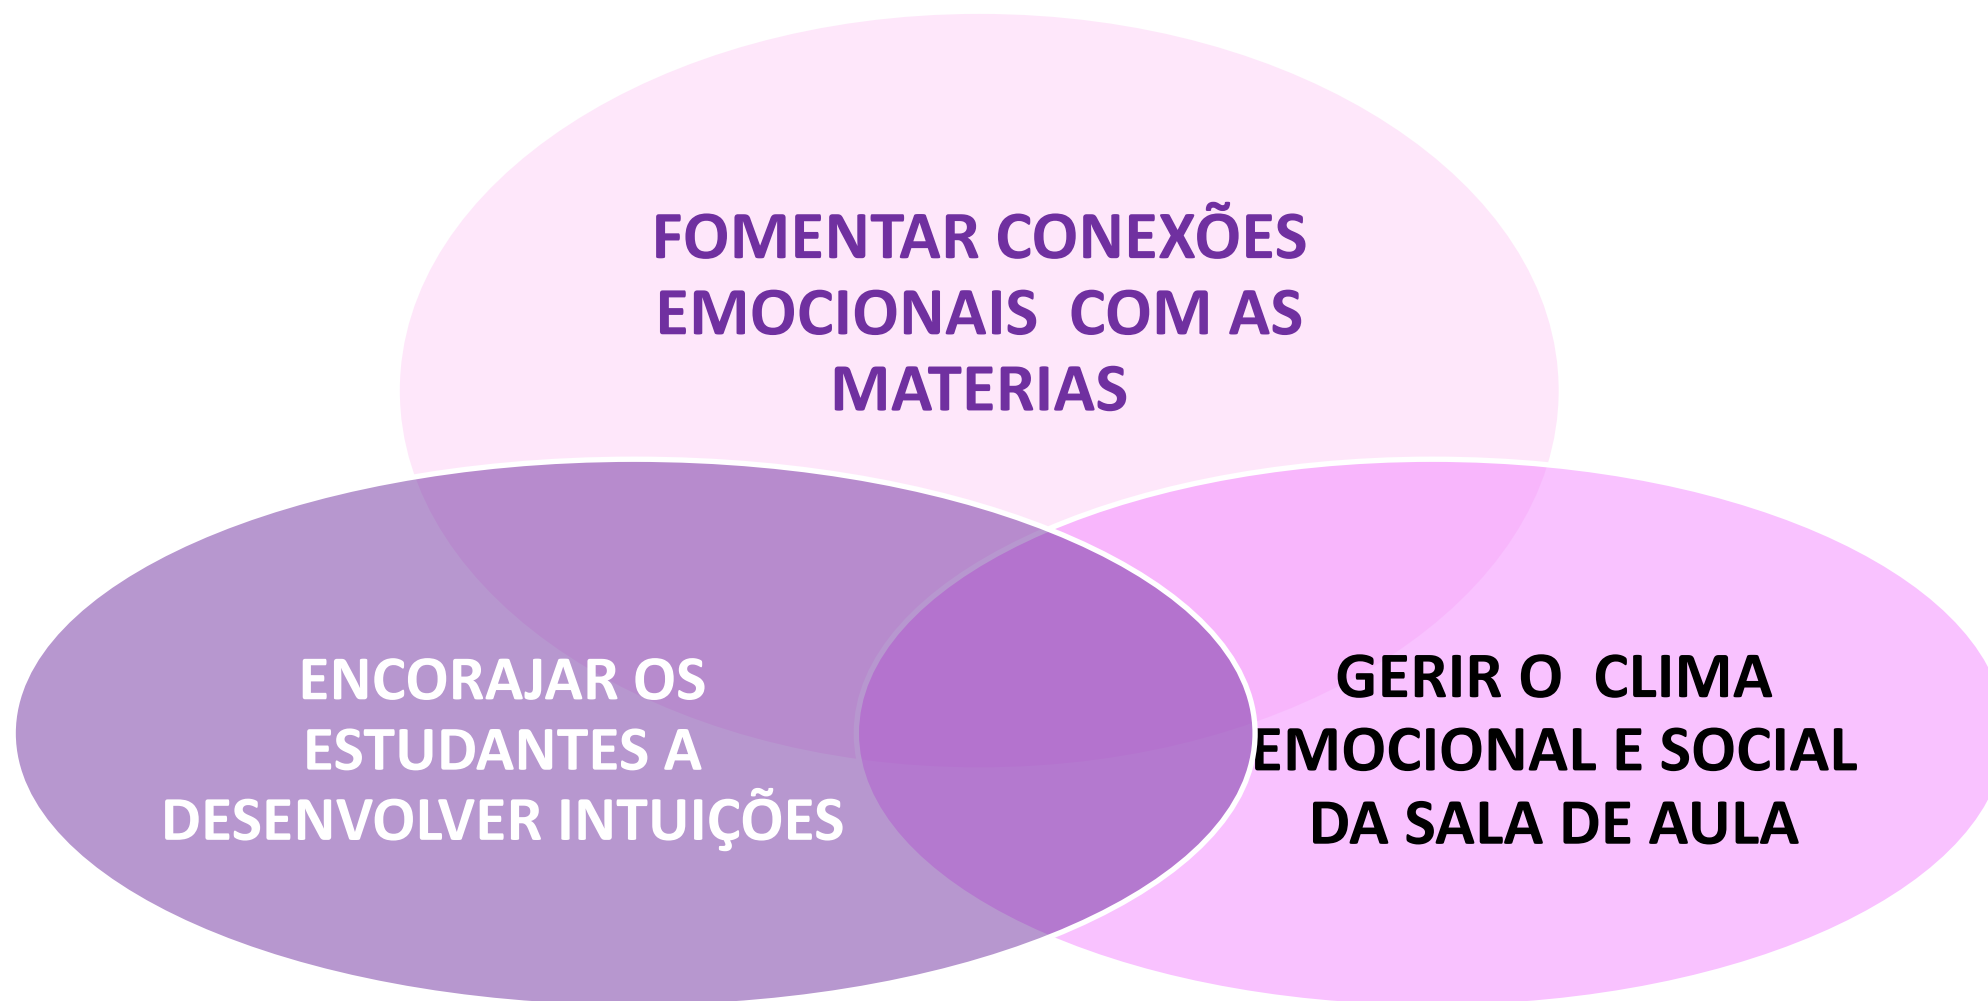 FOMENTAR CONEXÕES
EMOCIONAIS COM AS
MATERIAS
ENCORAJAR OS
ESTUDANTES A
DESENVOLVER INTUIÇÕES
GERIR O CLIMA
EMOCIONAL E SOCIAL
DA SALA DE AULA